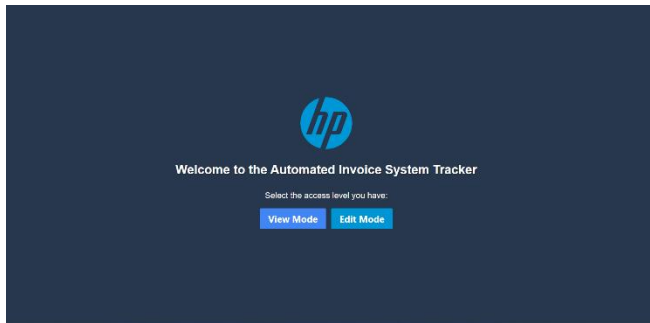 hp
Welcome to the Automated Invoice System Tracker
Select the access level you have:
View Mode Edit Mode